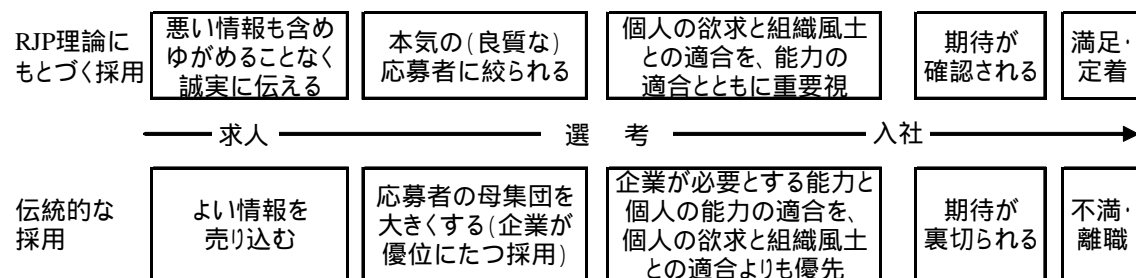 RJP理論に
もとづく採用
悪い情報も含め
ゆがめることなく
誠実に伝える
本気の(良質な)
応募者に絞られる
個人の欲求と組織風土
との適合を、能力の
適合とともに重要視
期待が
確認される
満足・
定着
求人
選 考
入社
伝統的な
採用
よい情報を
売り込む
応募者の母集団を
大きくする(企業が
優位にたつ採用)
企業が必要とする能力と
個人の能力の適合を、
個人の欲求と組織風土
との適合よりも優先
期待が
裏切られる
不満・
離職